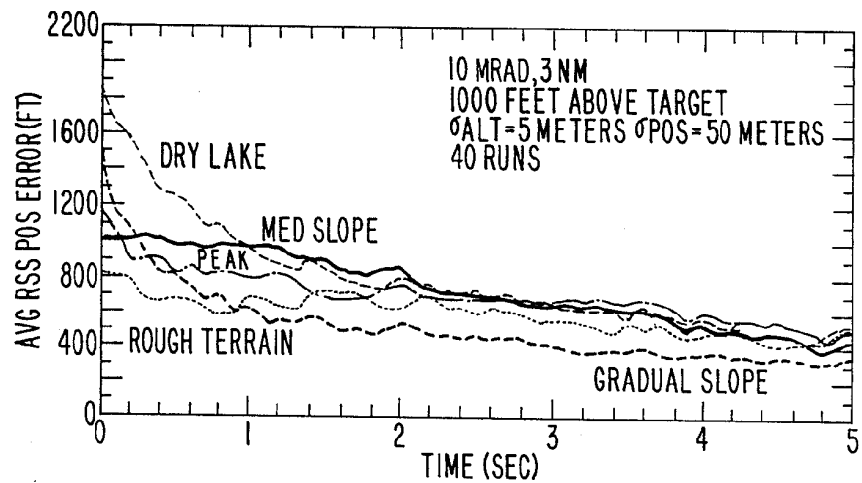 2200
1600
1200
800
400
0
AVG RSS POS ERROR (FT)
10 MRAD, 3 NM
1000 FEET ABOVE TARGET
σALT=5 METERS σPOS=50 METERS
40 RUNS
DRY LAKE
MED SLOPE
PEAK
ROUGH TERRAIN
GRADUAL SLOPE
0 1 2 3 4 5
TIME (SEC)